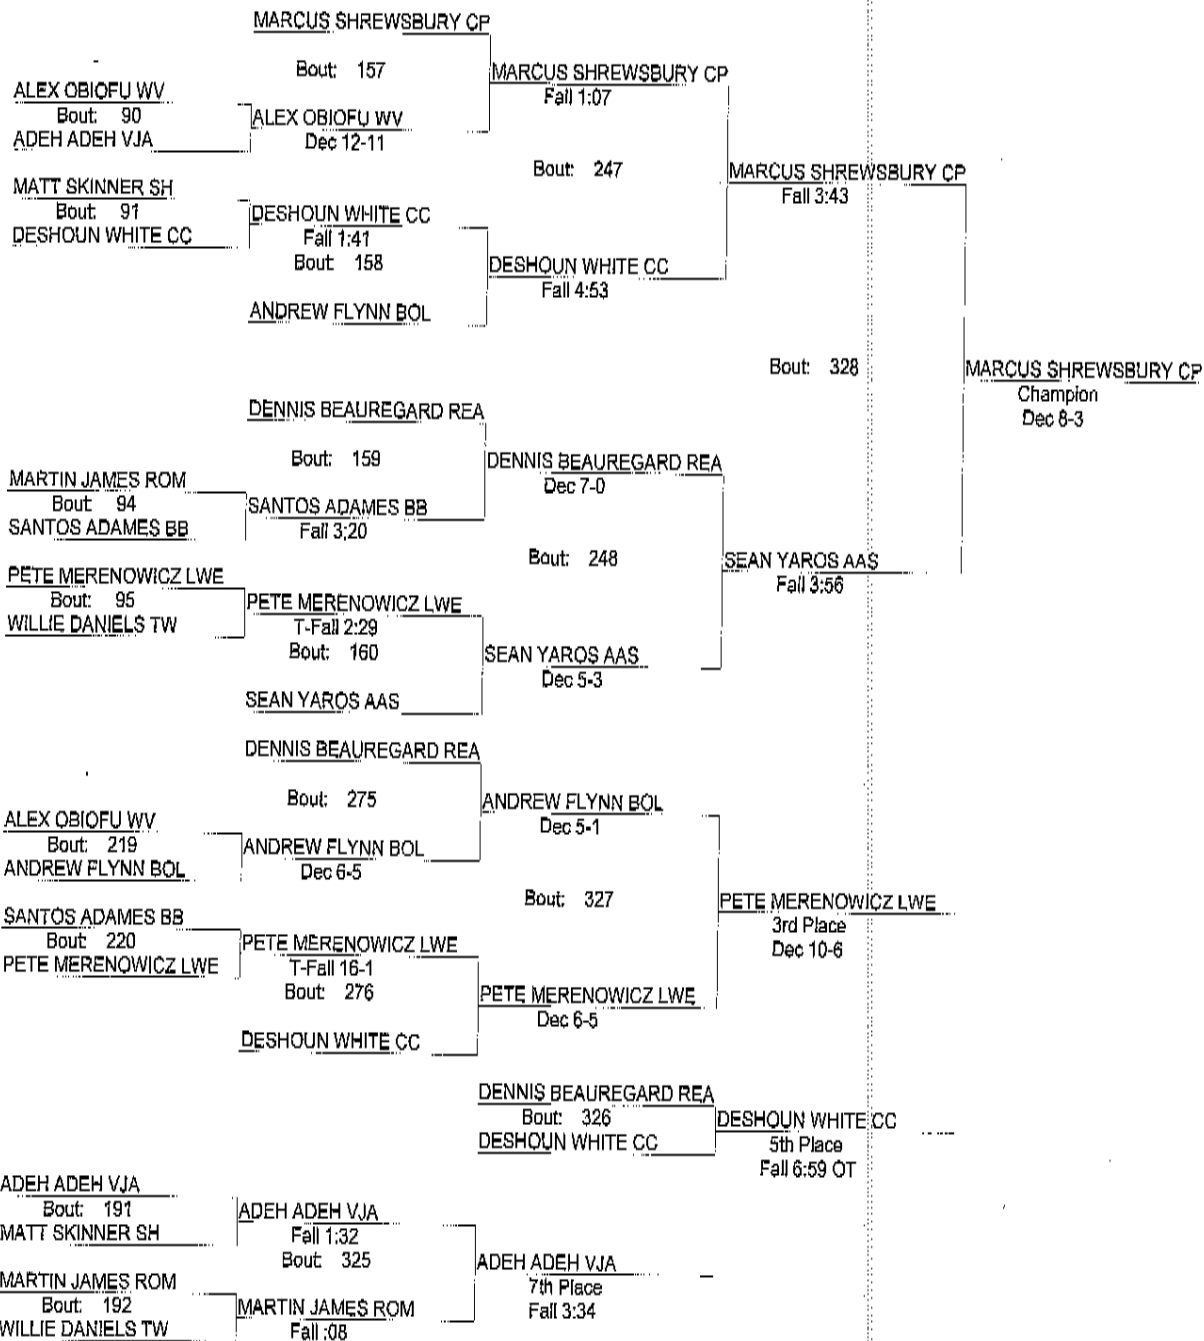 MARCUS SHREWSBURY CP
Bout: 157
MARCUS SHREWSBURY CP
Fall 1:07
ALEX OBIOFU WV
Bout: 90
ADEH ADEH VJA
ALEX OBIOFU WV
Dec 12-11
Bout: 247
MARCUS SHREWSBURY CP
Fall 3:43
MATT SKINNER SH
Bout: 91
DESHOUN WHITE CC
DESHOUN WHITE CC
Fall 1:41
Bout: 158
DESHOUN WHITE CC
Fall 4:53
ANDREW FLYNN BOL
Bout: 328
MARCUS SHREWSBURY CP
Champion
Dec 8-3
DENNIS BEAUREGARD REA
Bout: 159
DENNIS BEAUREGARD REA
Dec 7-0
MARTIN JAMES ROM
Bout: 94
SANTOS ADAMES BB
SANTOS ADAMES BB
Fall 3:20
Bout: 248
SEAN YAROS AAS
Fall 3:56
PETE MERENOWICZ LWE
Bout: 95
WILLIE DANIELS TW
PETE MERENOWICZ LWE
T-Fall 2:29
Bout: 160
SEAN YAROS AAS
Dec 5-3
SEAN YAROS AAS
DENNIS BEAUREGARD REA
Bout: 275
ANDREW FLYNN BOL
Dec 5-1
ALEX OBIOFU WV
Bout: 219
ANDREW FLYNN BOL
ANDREW FLYNN BOL
Dec 6-5
Bout: 327
PETE MERENOWICZ LWE
3rd Place
Dec 10-6
SANTOS ADAMES BB
Bout: 220
PETE MERENOWICZ LWE
PETE MERENOWICZ LWE
T-Fall 16-1
Bout: 276
PETE MERENOWICZ LWE
Dec 6-5
DESHOUN WHITE CC
DENNIS BEAUREGARD REA
Bout: 326
DESHOUN WHITE CC
DESHOUN WHITE CC
5th Place
Fall 6:59 OT
ADEH ADEH VJA
Bout: 191
MATT SKINNER SH
ADEH ADEH VJA
Fall 1:32
Bout: 325
ADEH ADEH VJA
7th Place
Fall 3:34
MARTIN JAMES ROM
Bout: 192
WILLIE DANIELS TW
MARTIN JAMES ROM
Fall :08